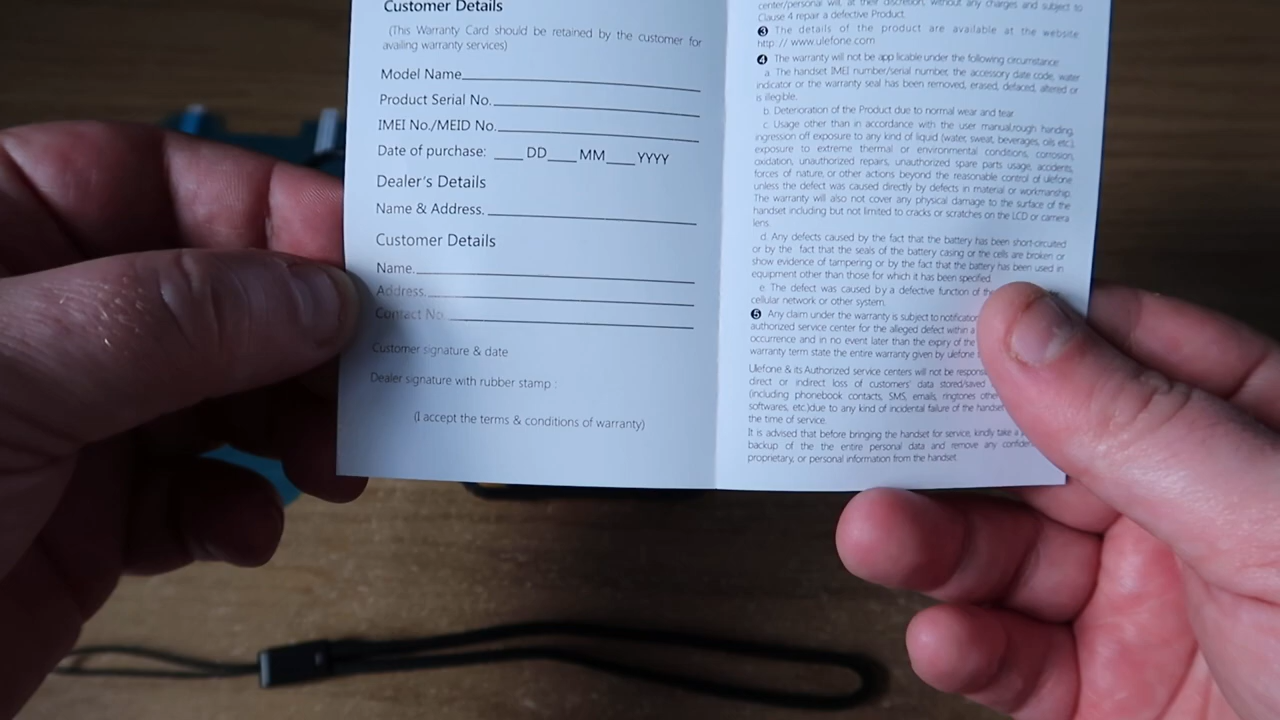 Customer Details
(This Warranty Card should be retained by the customer for
availing warranty services)
Model Name
Product Serial No.
IMEI No./MEID No.
Date of purchase: ____ DD____MM____YYYY
Dealer's Details
Name & Address.
Customer Details
Name.
Address.
Contact No.
Customer signature & date
Dealer signature with rubber stamp :
(I accept the terms & conditions of warranty)
center/personal will, at their discretion, without any charges and subject to
Clause 4 repair a defective Product.
❸ The details of the product are available at the website
http: // www.ulefone.com
❹ The warranty will not be app licable under the following circumstance:
a. The handset IMEI number/serial number, the accessory date code, water
indicator or the warranty seal has been removed, erased, defaced, altered or
is illegible.
b. Deterioration of the Product due to normal wear and tear
c. Usage other than in accordance with the user manual,rough handing,
ingression off exposure to any kind of liquid (water, sweat, beverages, oils etc),
exposure to extreme thermal or environmental conditions, corrosion,
oxidation, unauthorized repairs, unauthorized spare parts usage, accidents,
forces of nature, or other actions beyond the reasonable control of ulefone
unless the defect was caused directly by defects in material or workmanship.
The warranty will also not cover any physical damage to the surface of the
handset including but not limited to cracks or scratches on the LCD or camera
lens.
d. Any defects caused by the fact that the battery has been short-circuited
or by the fact that the seals of the battery casing or the cells are broken or
show evidence of tampering or by the fact that the battery has been used in
equipment other than those for which it has been specified.
e. The defect was caused by a defective function of the
cellular network or other system.
❺ Any claim under the warranty is subject to notification
authorized service center for the alleged defect within a
occurrence and in no event later than the expiry of the
warranty term state the entire warranty given by ulefone
Ulefone & its Authorized service centers will not be
direct or indirect loss of customers' data stored/saved
(including phonebook contacts, SMS, emails, ringtones
softwares, etc.)due to any kind of incidental failure of the handset
the time of service.
It is advised that before bringing the handset for service, kindly take a
backup of the the entire personal data and remove any
proprietary, or personal information from the handset.